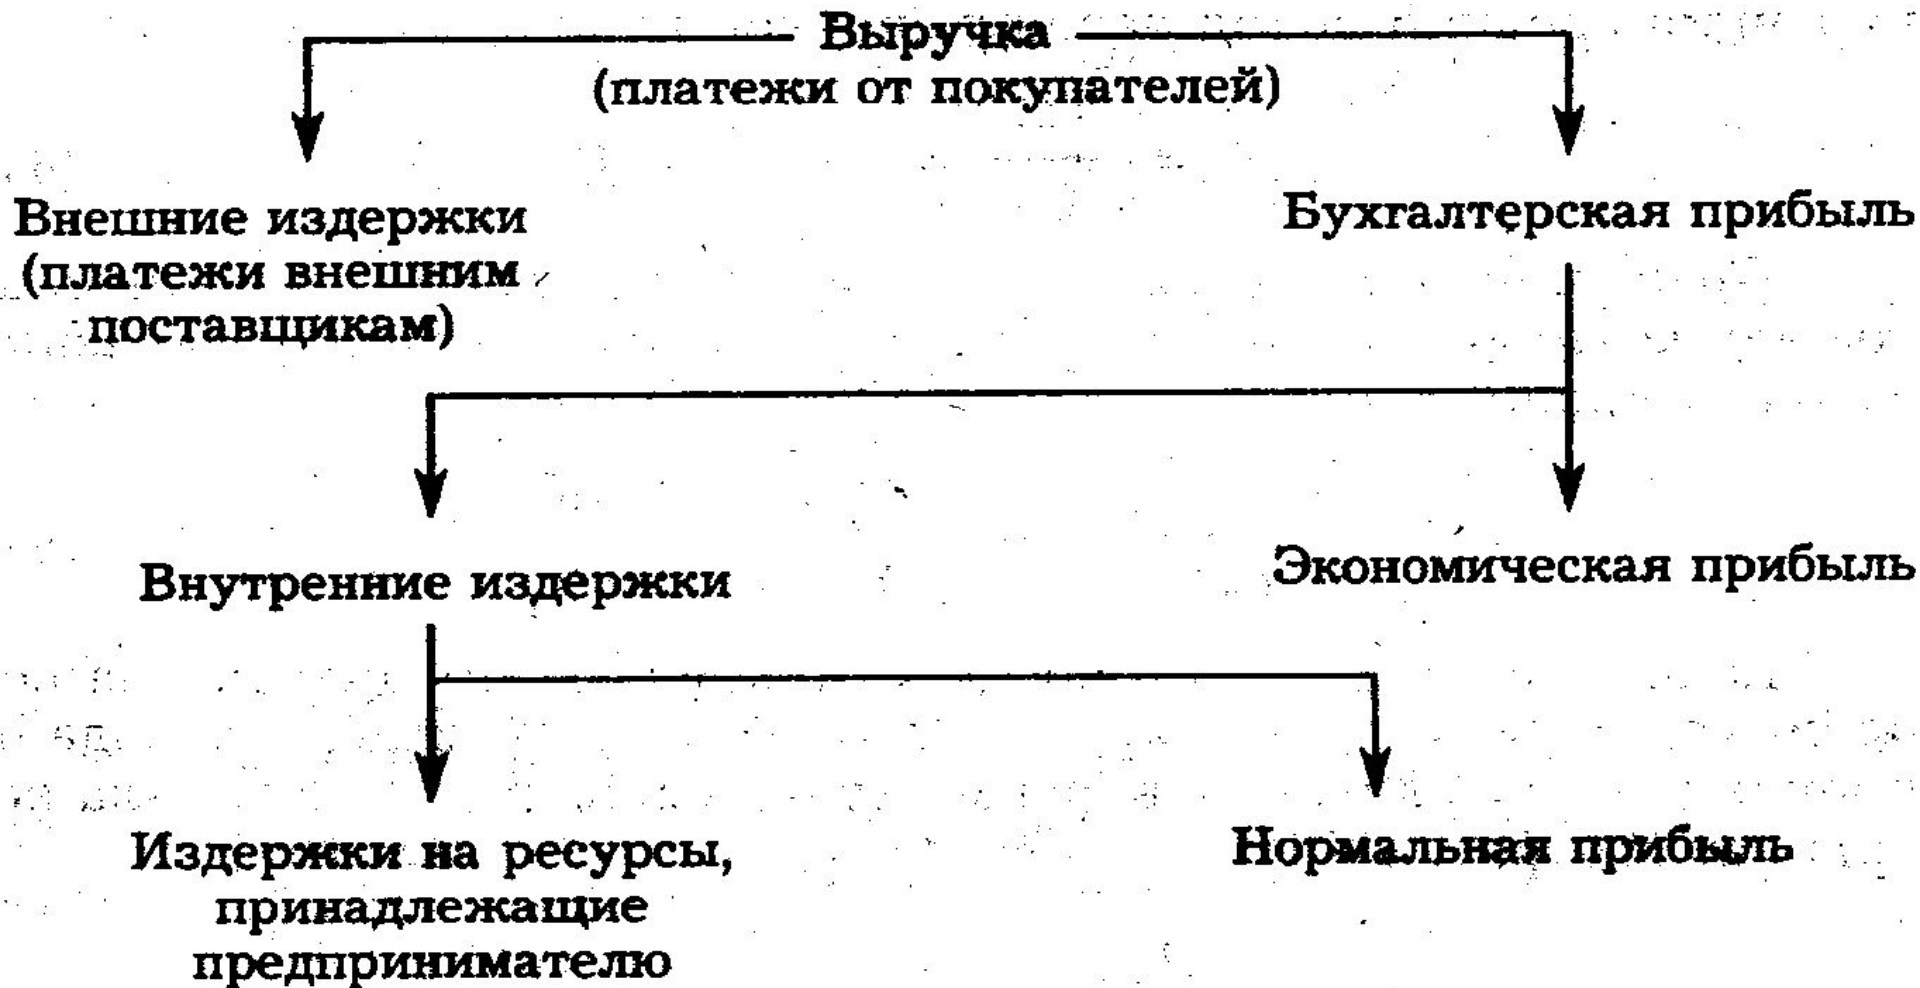 Выручка
(платежи от покупателей)
Внешние издержки
(платежи внешним
поставщикам)
Бухгалтерская прибыль
Внутренние издержки
Экономическая прибыль
Издержки на ресурсы,
принадлежащие
предпринимателю
Нормальная прибыль